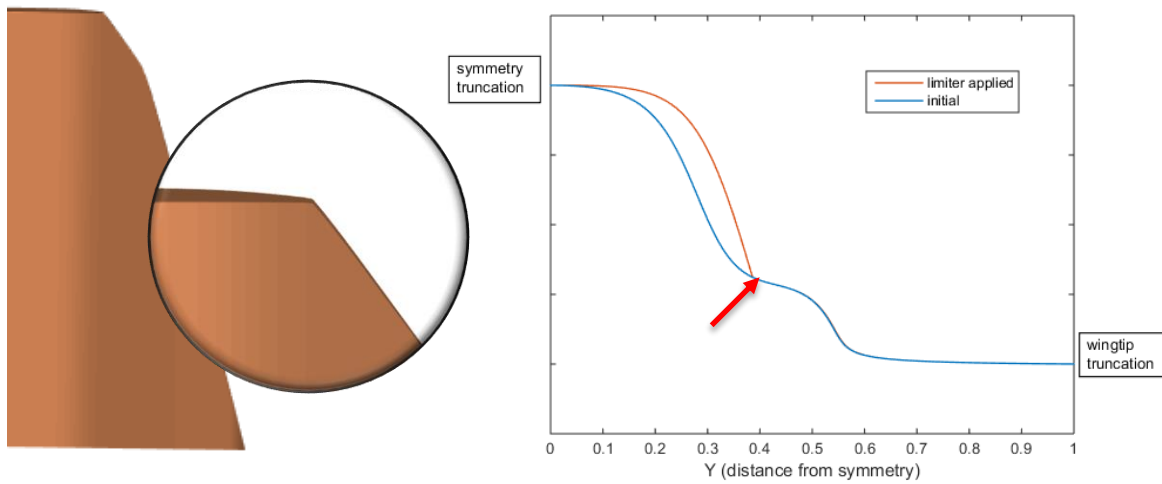 symmetry
truncation
limiter applied
initial
wingtip
truncation
0
0.1
0.2
0.3
0.4
0.5
0.6
0.7
0.8
0.9
1
Y (distance from symmetry)